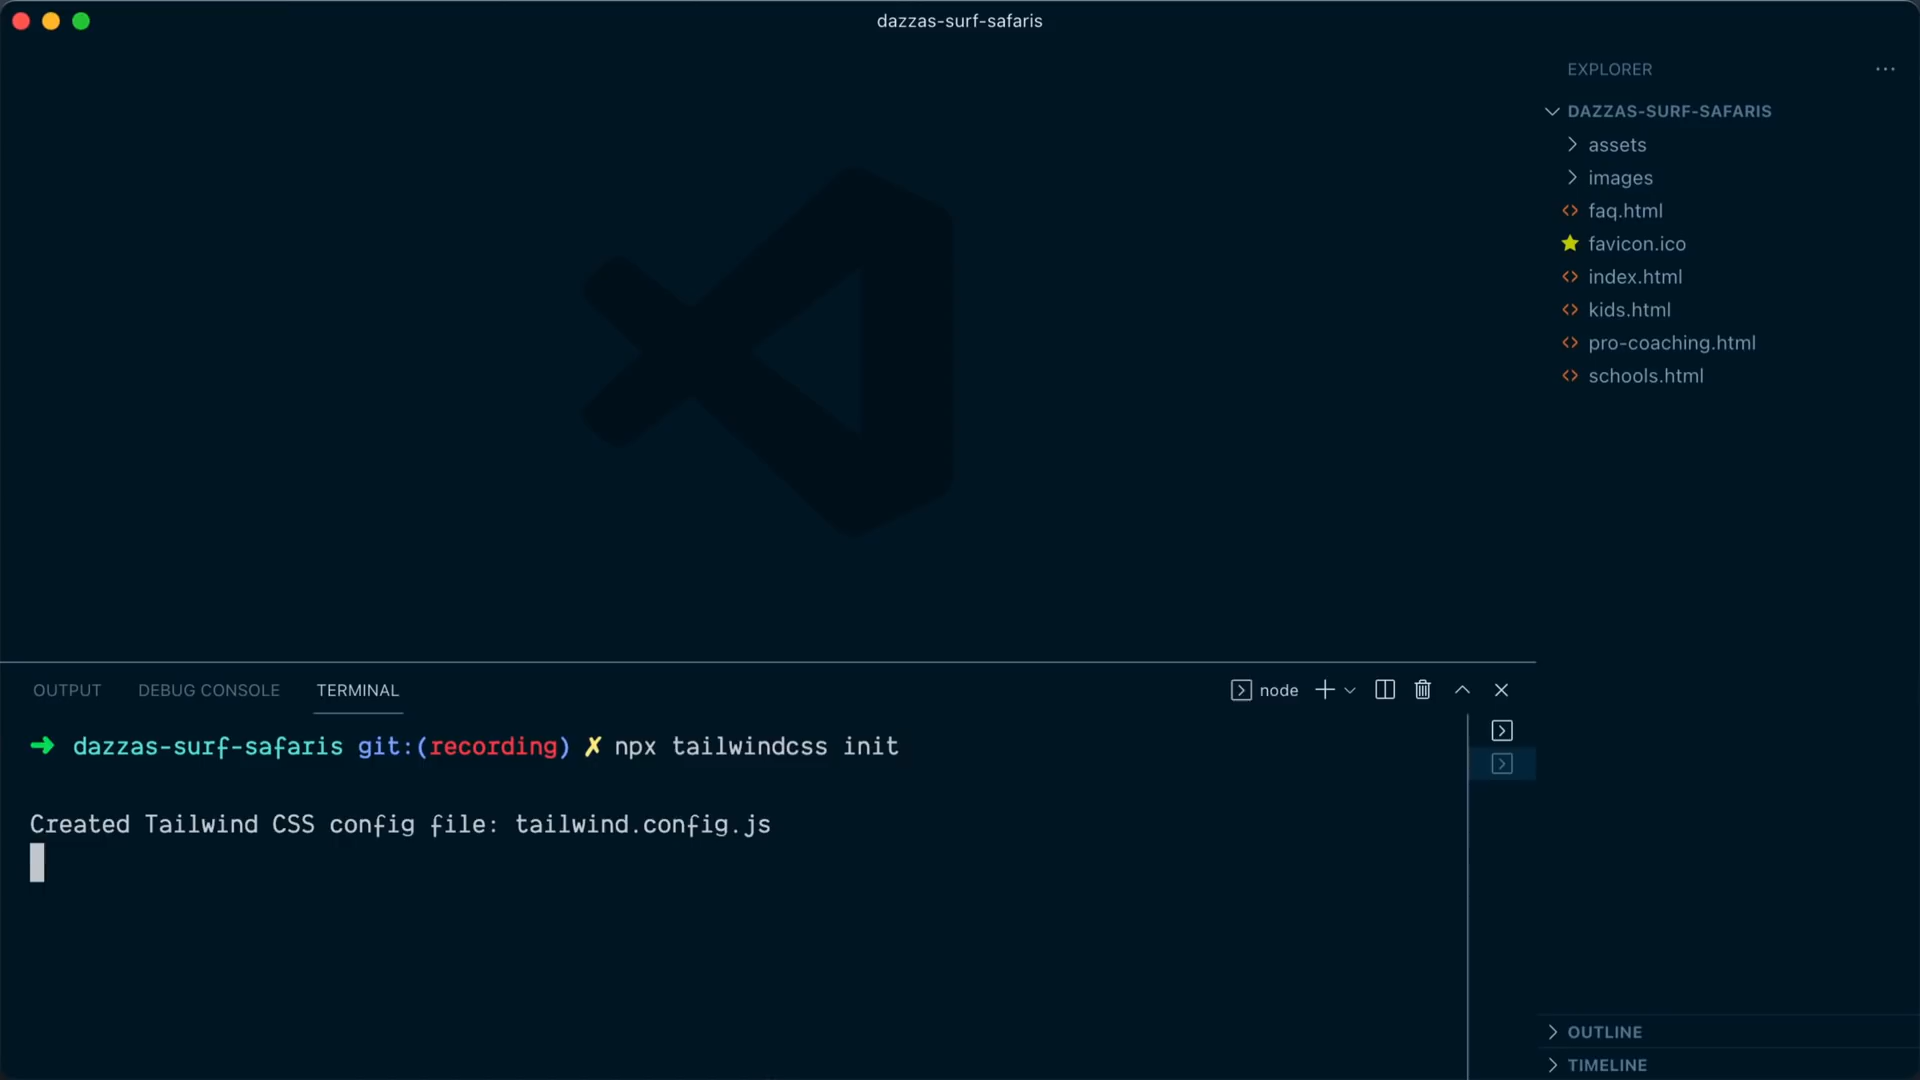 dazzas-surf-safaris
EXPLORER
DAZZAS-SURF-SAFARIS
assets
images
faq.html
favicon.ico
index.html
kids.html
pro-coaching.html
schools.html
OUTPUT DEBUG CONSOLE TERMINAL
node
➜ dazzas-surf-safaris git:(recording) ✗ npx tailwindcss init
Created Tailwind CSS config file: tailwind.config.js
OUTLINE
TIMELINE